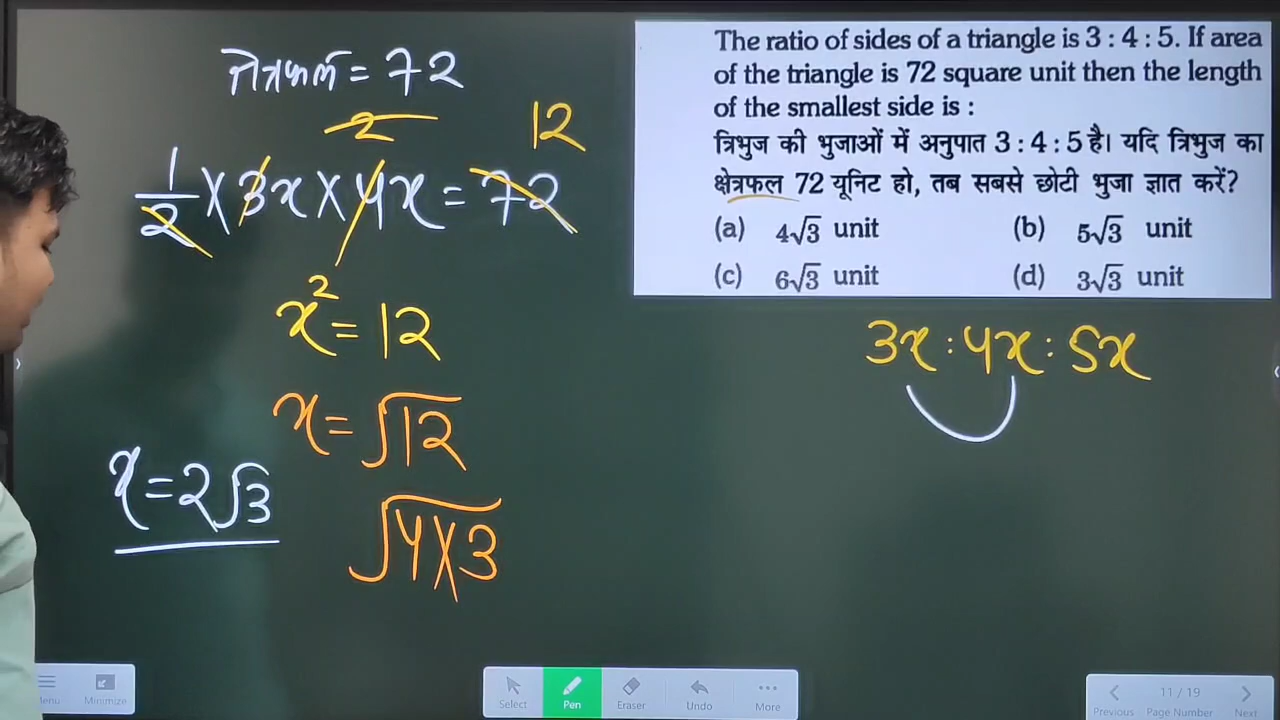 क्षेत्रफल = 72
2
12
1/2 × 3x × 4x = 72
x² = 12
x = √12
x = 2√3
√4×3
The ratio of sides of a triangle is 3 : 4 : 5. If area
of the triangle is 72 square unit then the length
of the smallest side is :
त्रिभुज की भुजाओं में अनुपात 3 : 4 : 5 है। यदि त्रिभुज का
क्षेत्रफल 72 यूनिट हो, तब सबसे छोटी भुजा ज्ञात करें?
(a) 4√3 unit (b) 5√3 unit
(c) 6√3 unit (d) 3√3 unit
3x : 4x : 5x
Menu Minimize
Select Pen Eraser Undo More
11 / 19
Previous Page Number Next